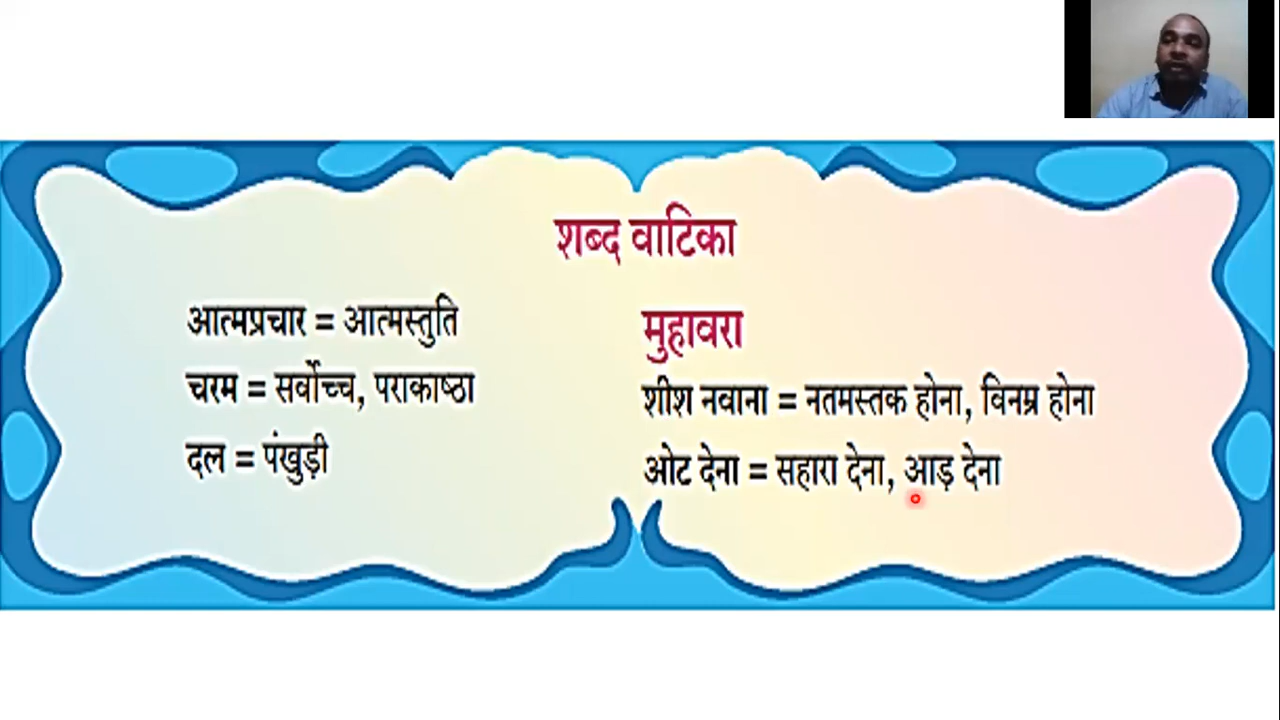 शब्द वाटिका
आत्मप्रचार = आत्मस्तुति
चरम = सर्वोच्च, पराकाष्ठा
दल = पंखुड़ी
मुहावरा
शीश नवाना = नतमस्तक होना, विनम्र होना
ओट देना = सहारा देना, आड़ देना